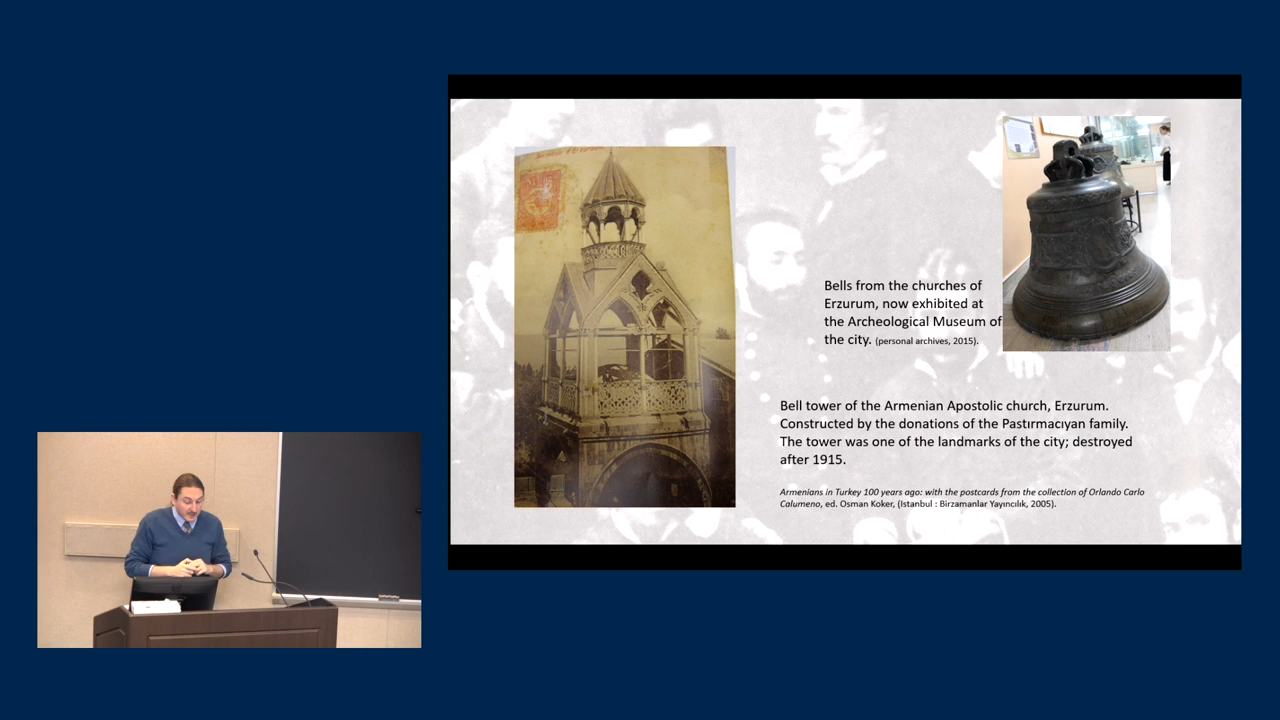 Bells from the churches of
Erzurum, now exhibited at
the Archeological Museum of
the city. (personal archives, 2015).
Bell tower of the Armenian Apostolic church, Erzurum.
Constructed by the donations of the Pastırmacıyan family.
The tower was one of the landmarks of the city; destroyed
after 1915.
Armenians in Turkey 100 years ago: with the postcards from the collection of Orlando Carlo
Calumeno, ed. Osman Koker, (Istanbul : Birzamanlar Yayıncılık, 2005).